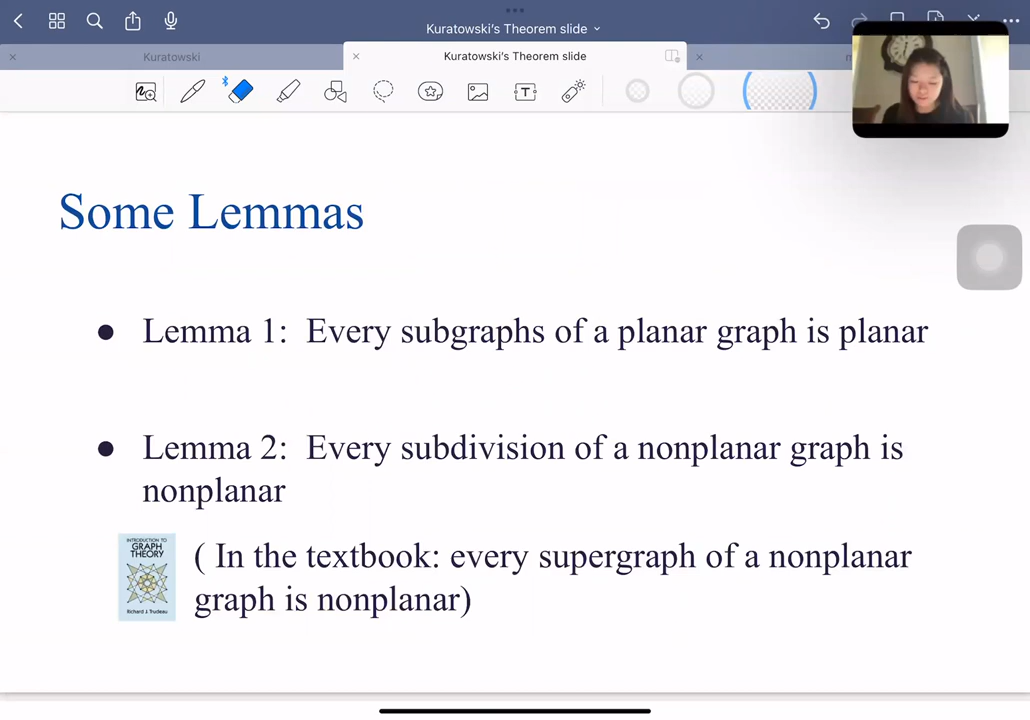 Kuratowski's Theorem slide
Kuratowski
Kuratowski's Theorem slide
T
Some Lemmas
● Lemma 1: Every subgraphs of a planar graph is planar
● Lemma 2: Every subdivision of a nonplanar graph is
nonplanar
INTRODUCTION TO
GRAPH
THEORY
Richard J. Trudeau
( In the textbook: every supergraph of a nonplanar
graph is nonplanar)